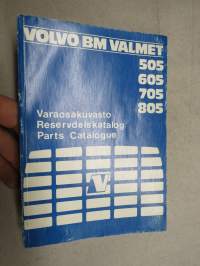 VOLVO BM VALMET
505
605
705
805
Varaosakuvasto
Reservdelskatalog
Parts Catalogue
V